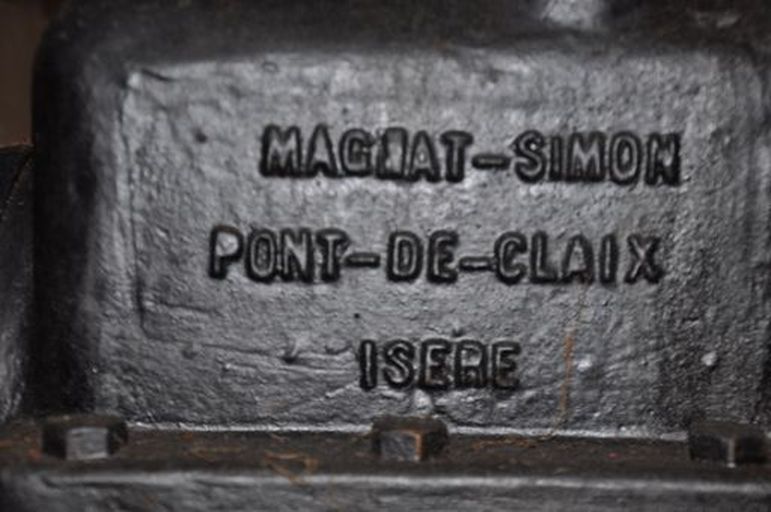 MAGNAT-SIMON
PONT-DE-CLAIX
ISERE